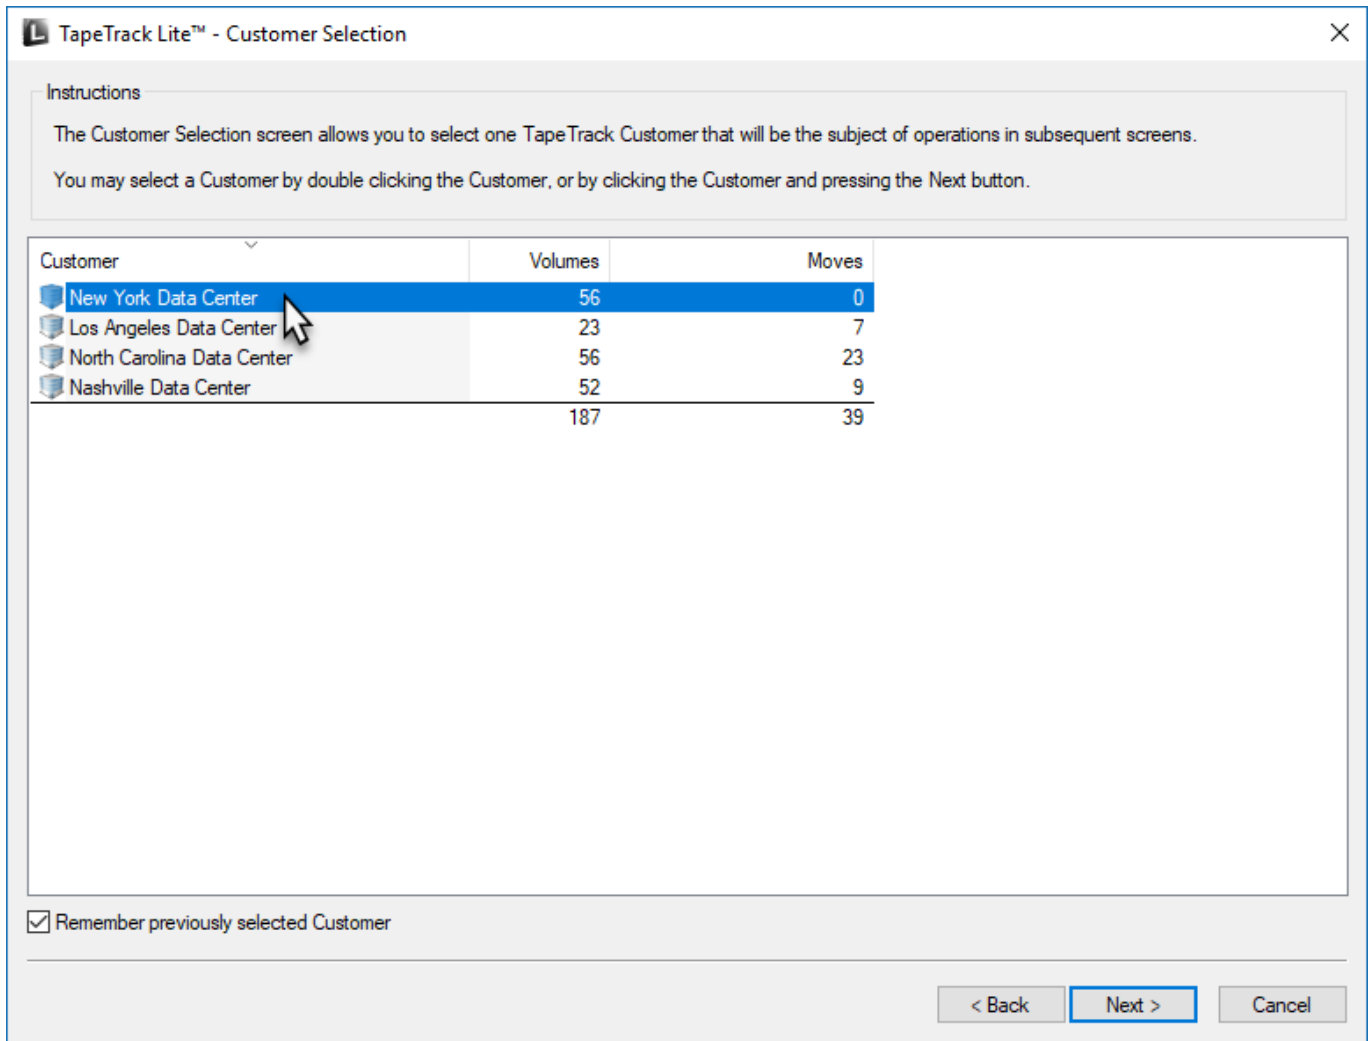 TapeTrack Lite™ - Customer Selection
Instructions
The Customer Selection screen allows you to select one TapeTrack Customer that will be the subject of operations in subsequent screens.
You may select a Customer by double clicking the Customer, or by clicking the Customer and pressing the Next button.
Customer Volumes Moves
New York Data Center 56 0
Los Angeles Data Center 23 7
North Carolina Data Center 56 23
Nashville Data Center 52 9
187 39
Remember previously selected Customer
< Back Next > Cancel